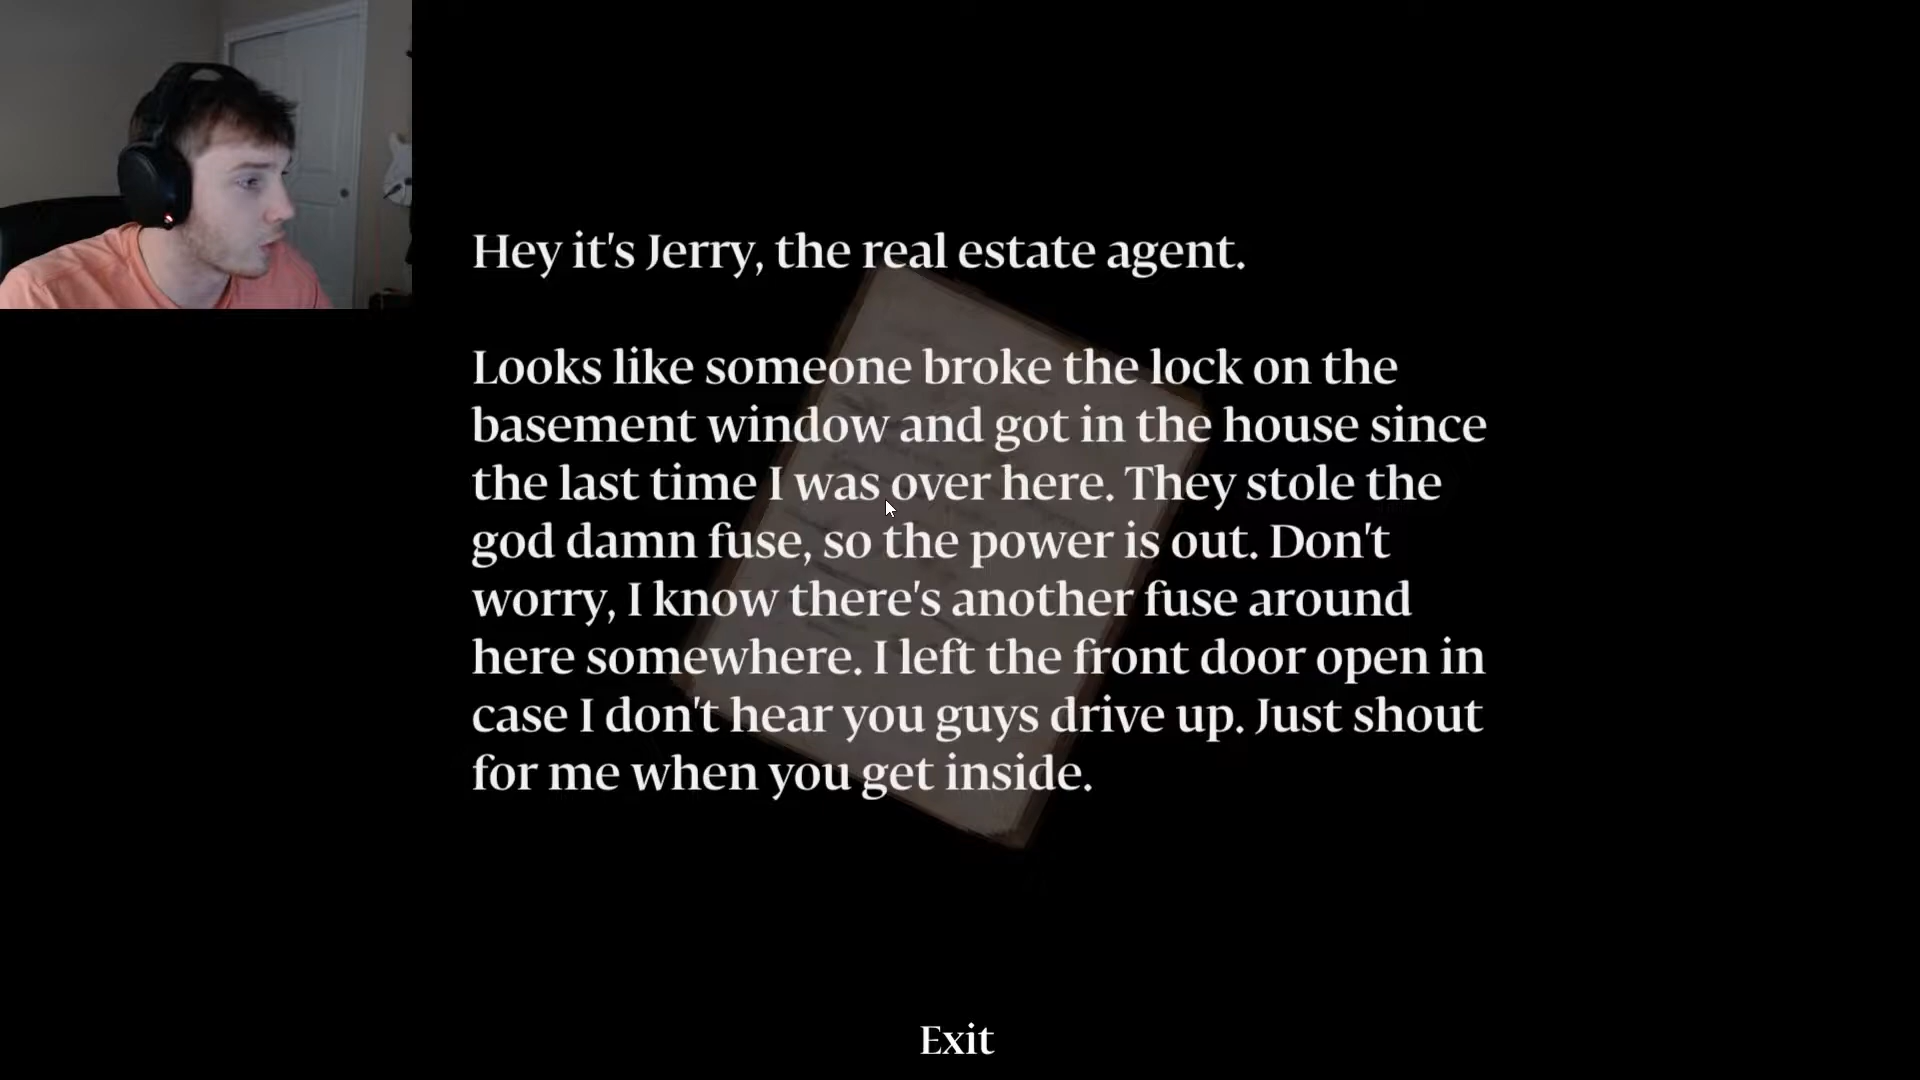 Hey it's Jerry, the real estate agent.
Looks like someone broke the lock on the
basement window and got in the house since
the last time I was over here. They stole the
god damn fuse, so the power is out. Don't
worry, I know there's another fuse around
here somewhere. I left the front door open in
case I don't hear you guys drive up. Just shout
for me when you get inside.
Exit